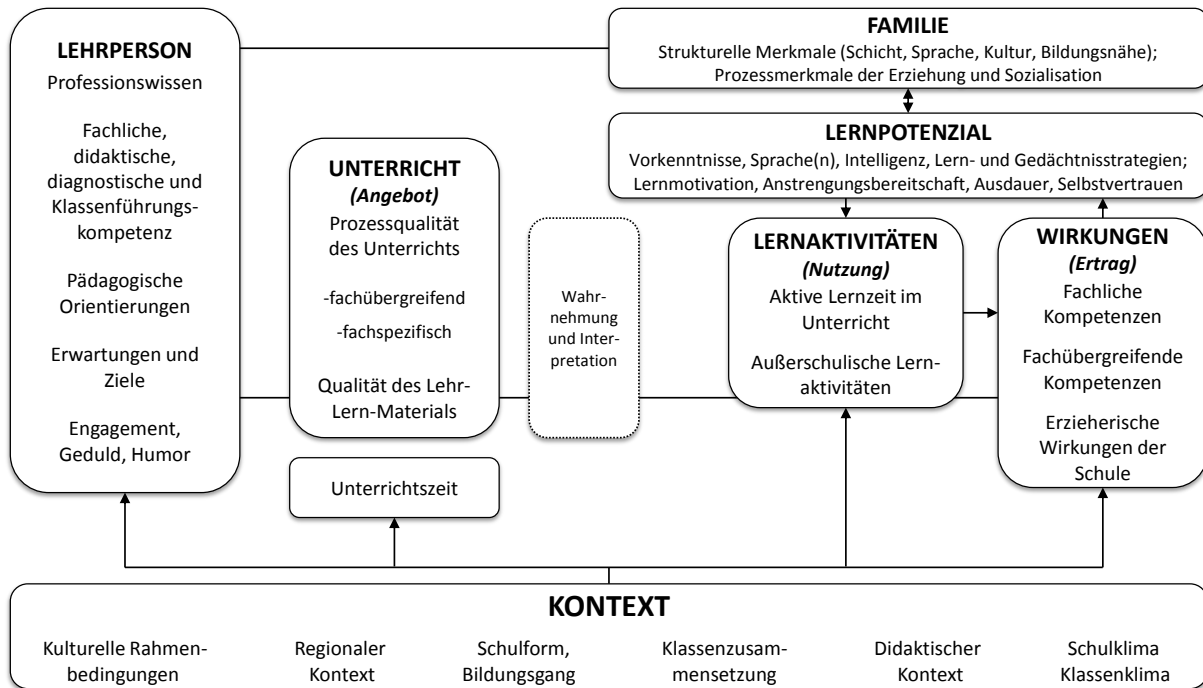 LEHRPERSON
Professionswissen
Fachliche,
didaktische,
diagnostische und
Klassenführungs-
kompetenz
Pädagogische
Orientierungen
Erwartungen und
Ziele
Engagement,
Geduld, Humor
FAMILIE
Strukturelle Merkmale (Schicht, Sprache, Kultur, Bildungsnähe);
Prozessmerkmale der Erziehung und Sozialisation
LERNPOTENZIAL
Vorkenntnisse, Sprache(n), Intelligenz, Lern- und Gedächtnisstrategien;
Lernmotivation, Anstrengungsbereitschaft, Ausdauer, Selbstvertrauen
UNTERRICHT
(Angebot)
Prozessqualität
des Unterrichts
-fachübergreifend
-fachspezifisch
Qualität des Lehr-
Lern-Materials
Unterrichtszeit
Wahr-
nehmung
und Inter-
pretation
LERNAKTIVITÄTEN
(Nutzung)
Aktive Lernzeit im
Unterricht
Außerschulische Lern-
aktivitäten
WIRKUNGEN
(Ertrag)
Fachliche
Kompetenzen
Fachübergreifende
Kompetenzen
Erzieherische
Wirkungen der
Schule
KONTEXT
Kulturelle Rahmen-
bedingungen
Regionaler
Kontext
Schulform,
Bildungsgang
Klassenzusam-
mensetzung
Didaktischer
Kontext
Schulklima
Klassenklima